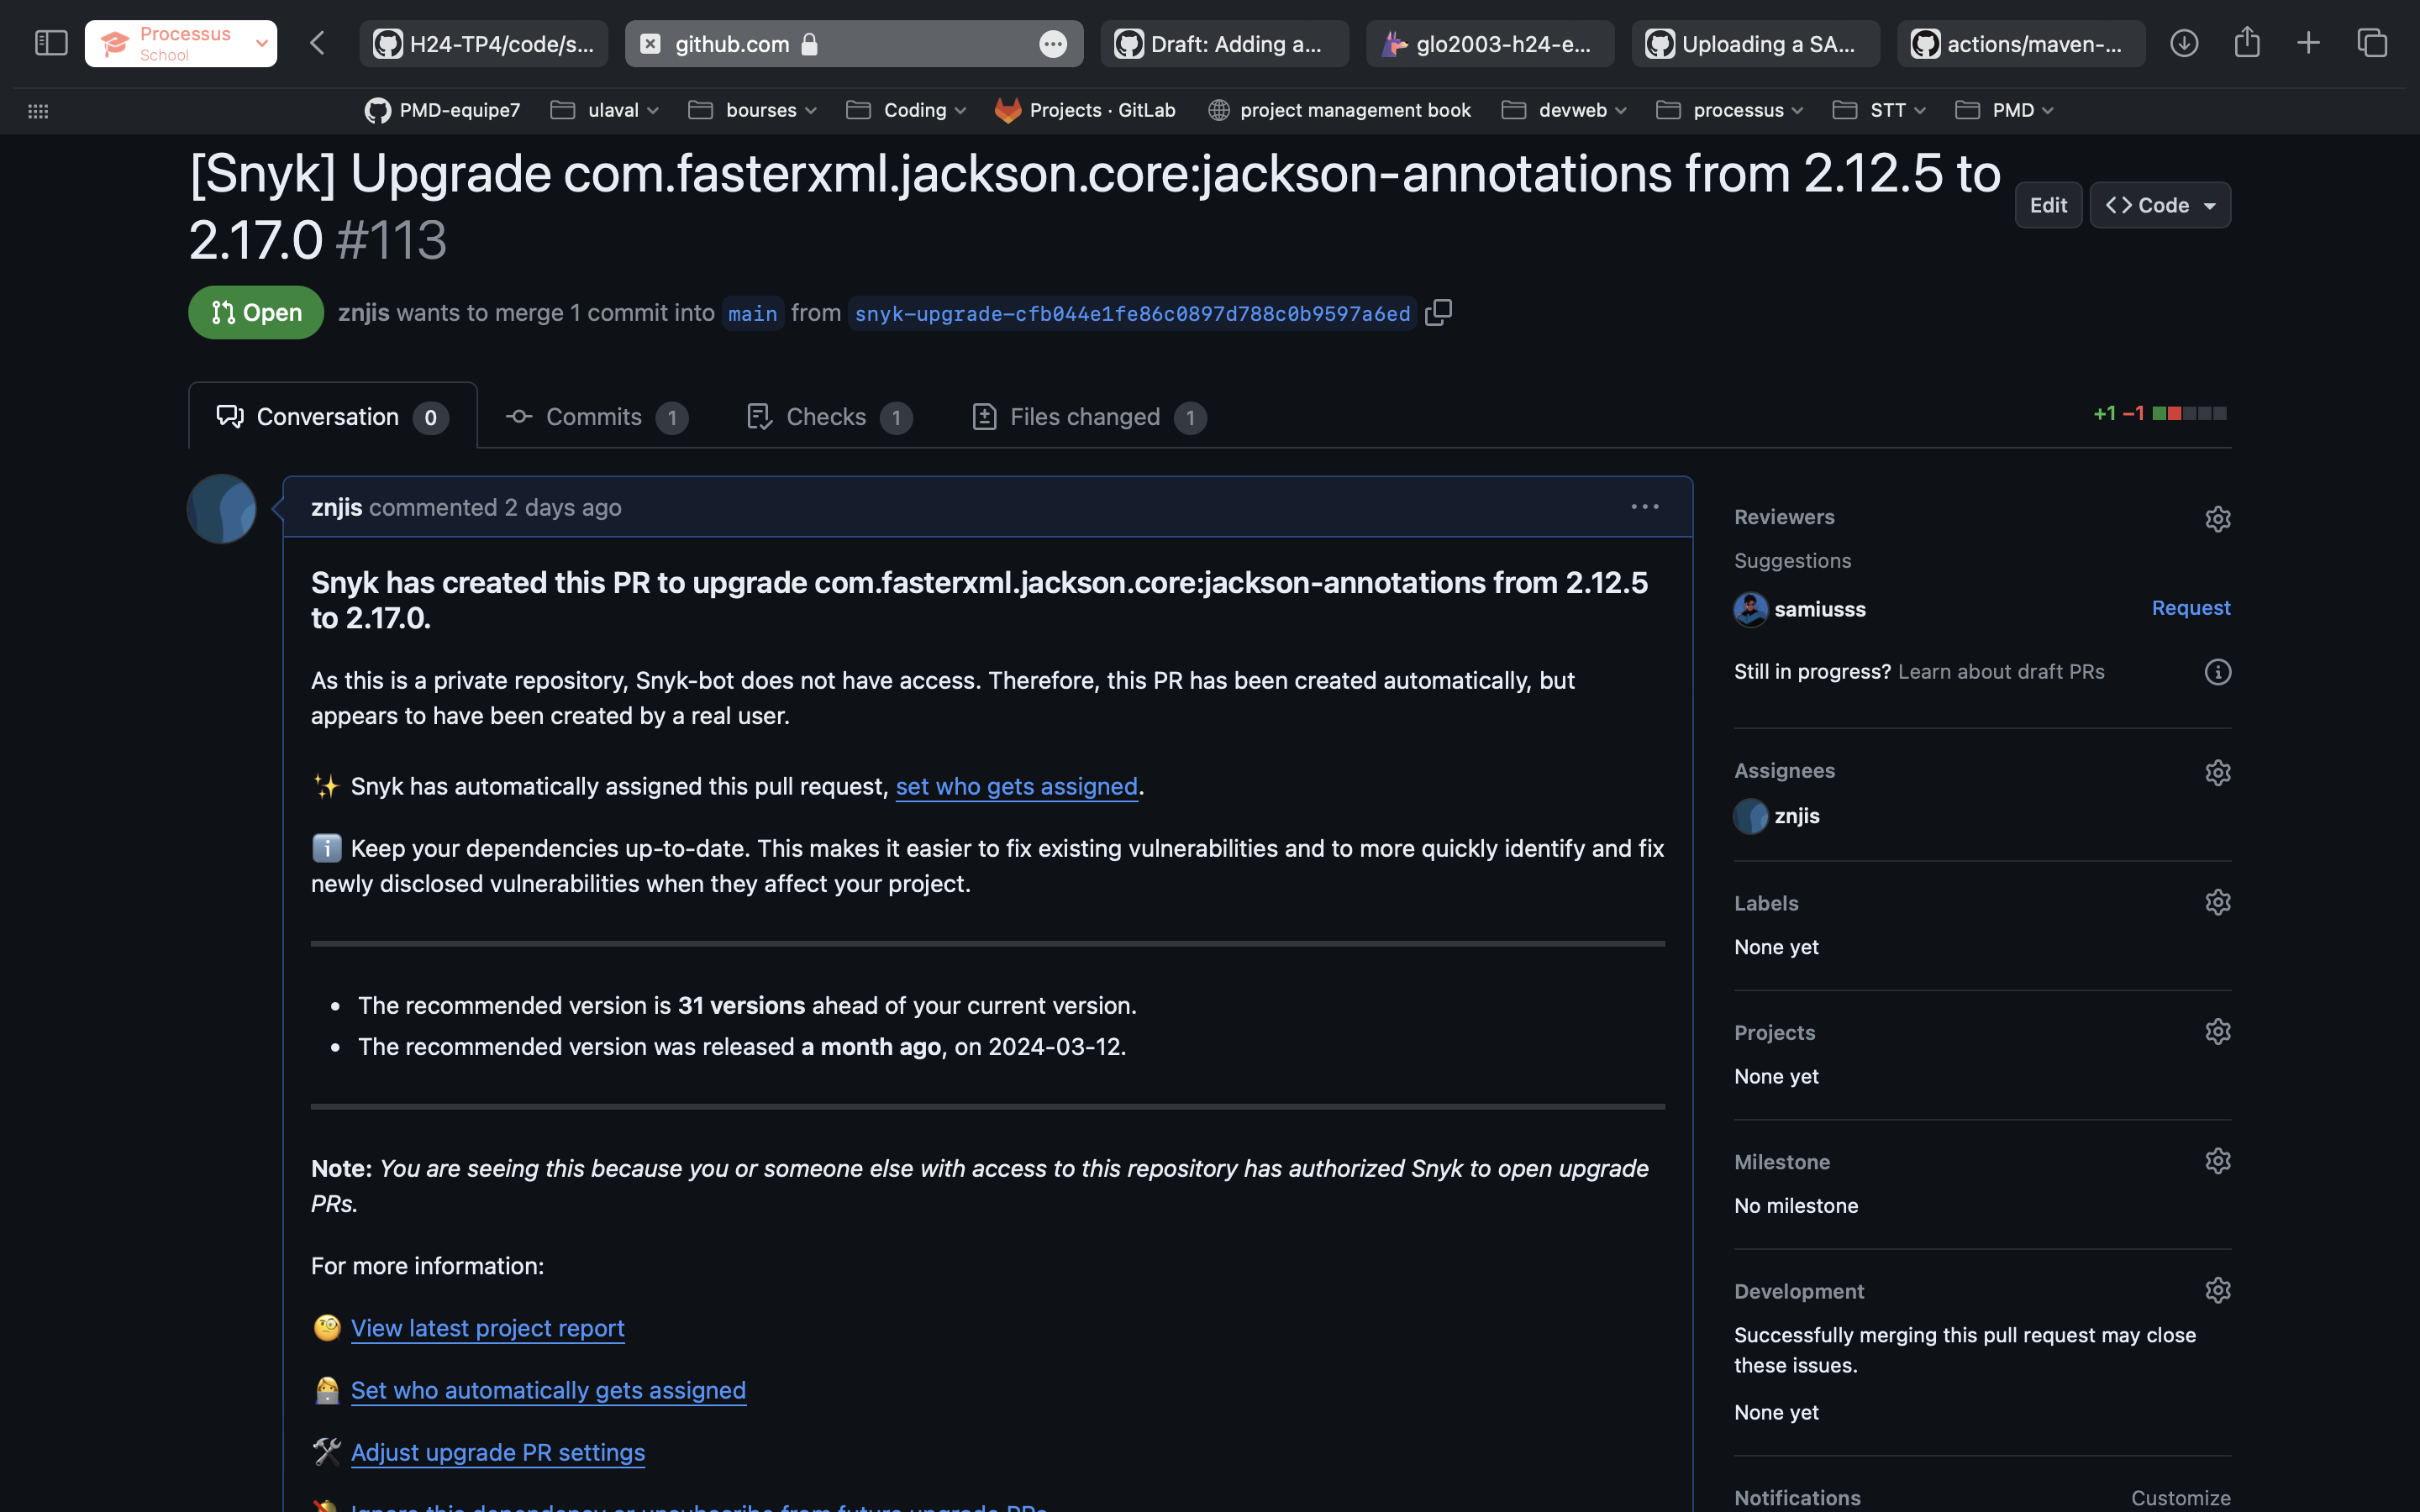 Processus
School
H24-TP4/code/s...
github.com
Draft: Adding a...
glo2003-h24-e...
Uploading a SA...
actions/maven-...
PMD-equipe7
ulaval
bourses
Coding
Projects · GitLab
project management book
devweb
processus
STT
PMD
[Snyk] Upgrade com.fasterxml.jackson.core:jackson-annotations from 2.12.5 to
2.17.0 #113
Edit
<> Code
Open
znjis wants to merge 1 commit into main from snyk-upgrade-cfb044e1fe86c0897d788c0b9597a6ed
Conversation 0
Commits 1
Checks 1
Files changed 1
+1 −1
znjis commented 2 days ago
Snyk has created this PR to upgrade com.fasterxml.jackson.core:jackson-annotations from 2.12.5
to 2.17.0.
As this is a private repository, Snyk-bot does not have access. Therefore, this PR has been created automatically, but
appears to have been created by a real user.
✨ Snyk has automatically assigned this pull request, set who gets assigned.
ℹ️ Keep your dependencies up-to-date. This makes it easier to fix existing vulnerabilities and to more quickly identify and fix
newly disclosed vulnerabilities when they affect your project.
• The recommended version is 31 versions ahead of your current version.
• The recommended version was released a month ago, on 2024-03-12.
Note: You are seeing this because you or someone else with access to this repository has authorized Snyk to open upgrade
PRs.
For more information:
🧐 View latest project report
👩‍💻 Set who automatically gets assigned
🛠 Adjust upgrade PR settings
Ignore this dependency or unsubscribe from future upgrade PRs
Reviewers
Suggestions
samiusss
Request
Still in progress? Learn about draft PRs
Assignees
znjis
Labels
None yet
Projects
None yet
Milestone
No milestone
Development
Successfully merging this pull request may close
these issues.
None yet
Notifications
Customize